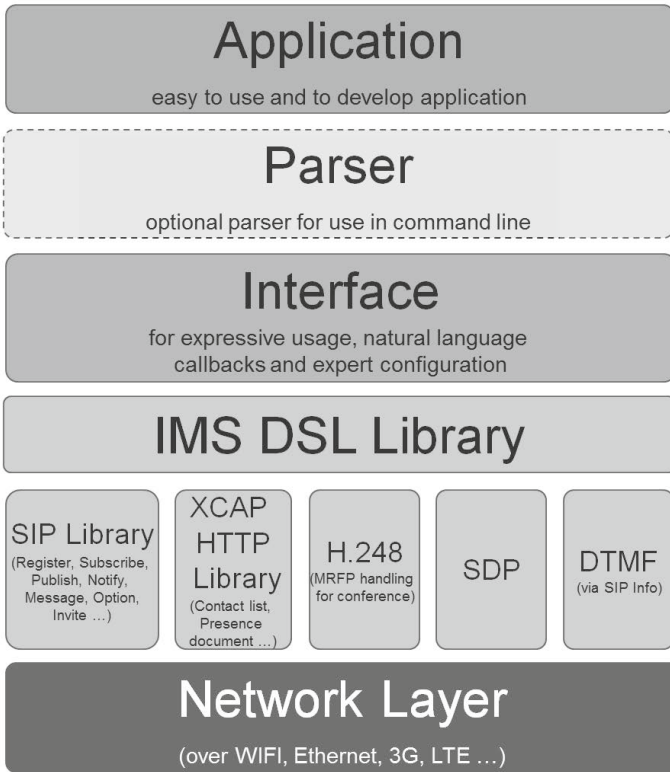 Application
easy to use and to develop application
Parser
optional parser for use in command line
Interface
for expressive usage, natural language
callbacks and expert configuration
IMS DSL Library
SIP Library
(Register, Subscribe,
Publish, Notify,
Message, Option,
Invite ...)
XCAP
HTTP
Library
(Contact list,
Presence
document ...)
H.248
(MRFP handling
for conference)
SDP
DTMF
(via SIP Info)
Network Layer
(over WIFI, Ethernet, 3G, LTE ...)